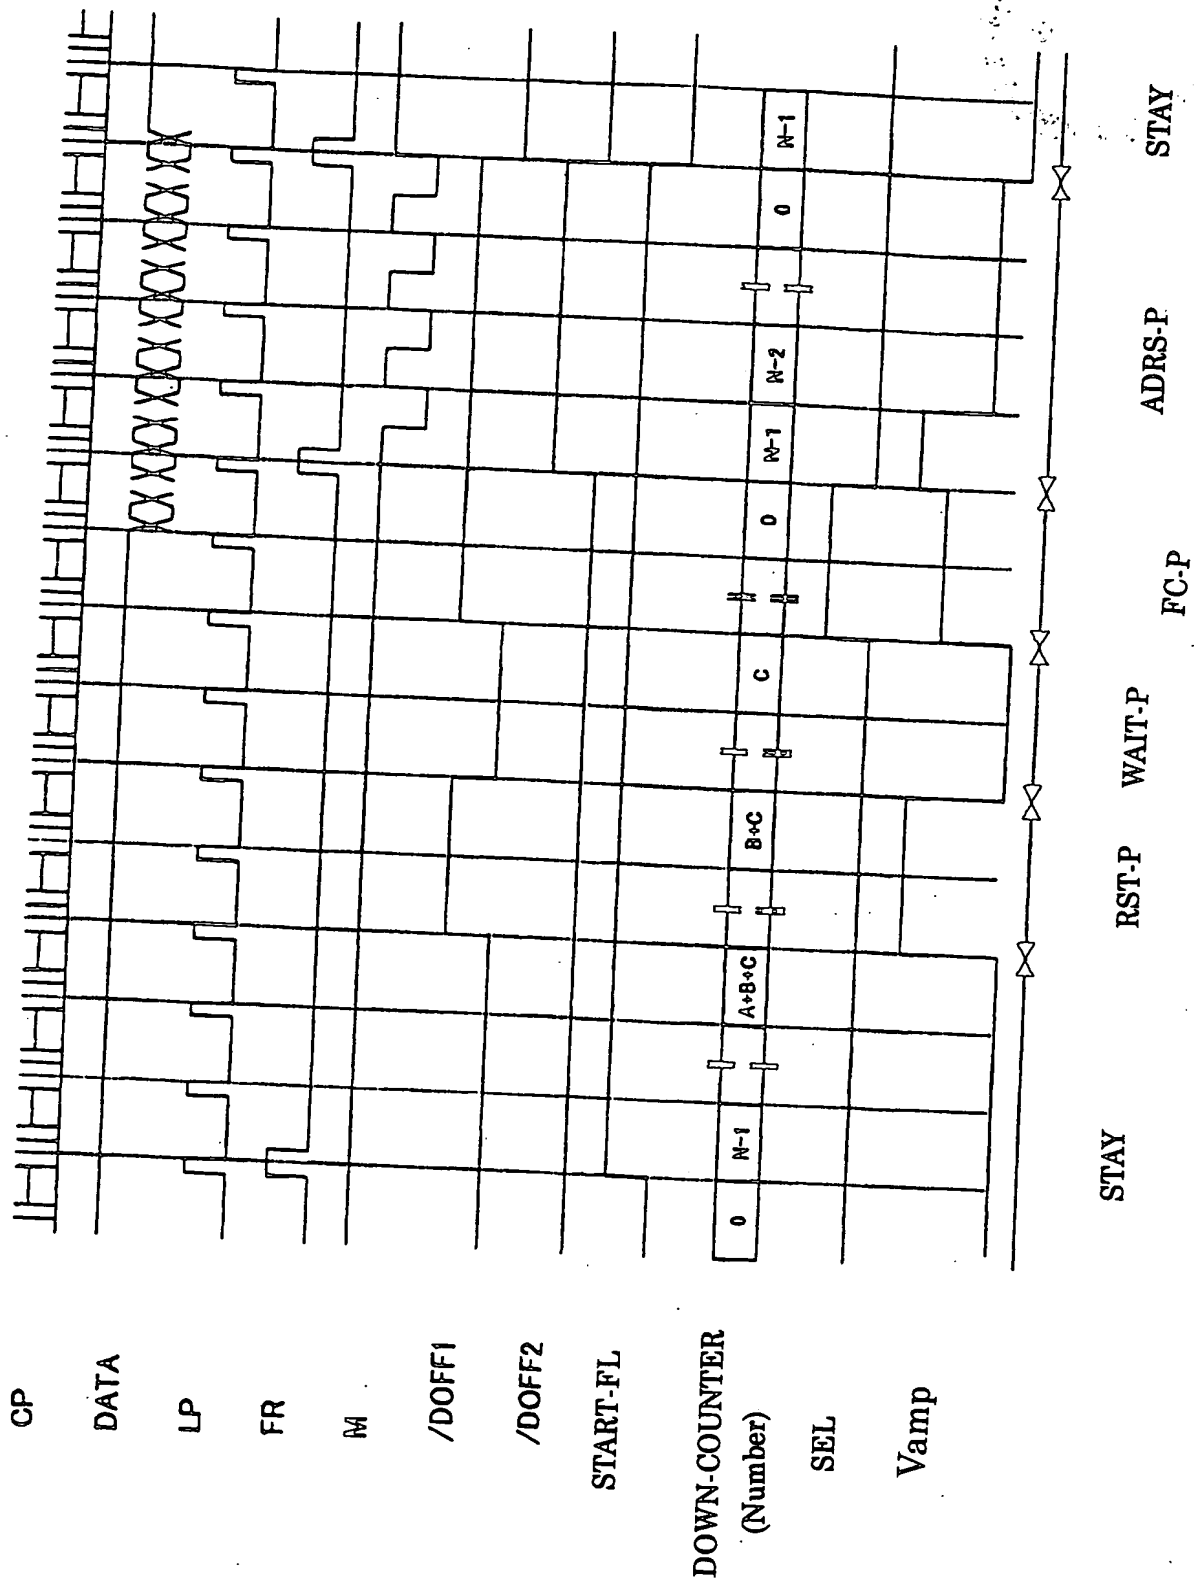 CP
DATA
LP
FR
M
/DOFF1
/DOFF2
START-FL
DOWN-COUNTER
(Number)
0 N-1 A+B+C B+C C 0 N-1 N-2 0 N-1
SEL
Vamp
STAY RST-P WAIT-P FC-P ADRS-P STAY